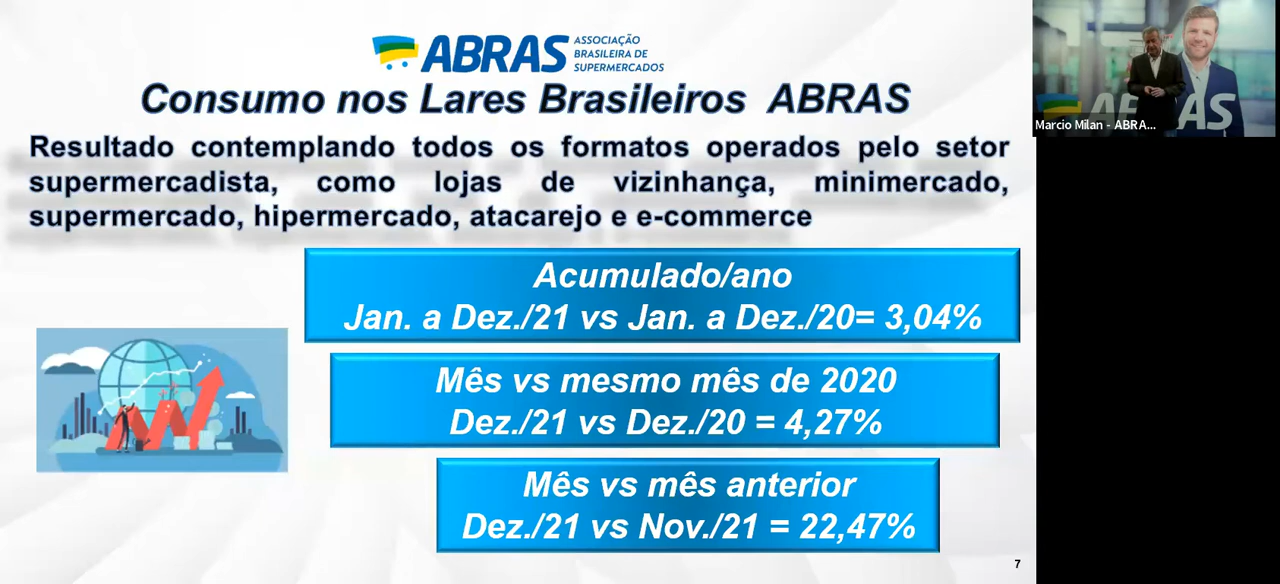 ABRAS
ASSOCIAÇÃO
BRASILEIRA DE
SUPERMERCADOS
Consumo nos Lares Brasileiros ABRAS
Resultado contemplando todos os formatos operados pelo setor
supermercadista, como lojas de vizinhança, minimercado,
supermercado, hipermercado, atacarejo e e-commerce
Acumulado/ano
Jan. a Dez./21 vs Jan. a Dez./20= 3,04%
Mês vs mesmo mês de 2020
Dez./21 vs Dez./20 = 4,27%
Mês vs mês anterior
Dez./21 vs Nov./21 = 22,47%
7
Marcio Milan - ABRA...